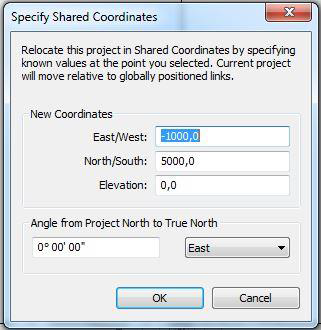 Specify Shared Coordinates
Relocate this project in Shared Coordinates by specifying
known values at the point you selected. Current project
will move relative to globally positioned links.
New Coordinates
East/West: -1000,0
North/South: 5000,0
Elevation: 0,0
Angle from Project North to True North
0° 00' 00" East
OK Cancel